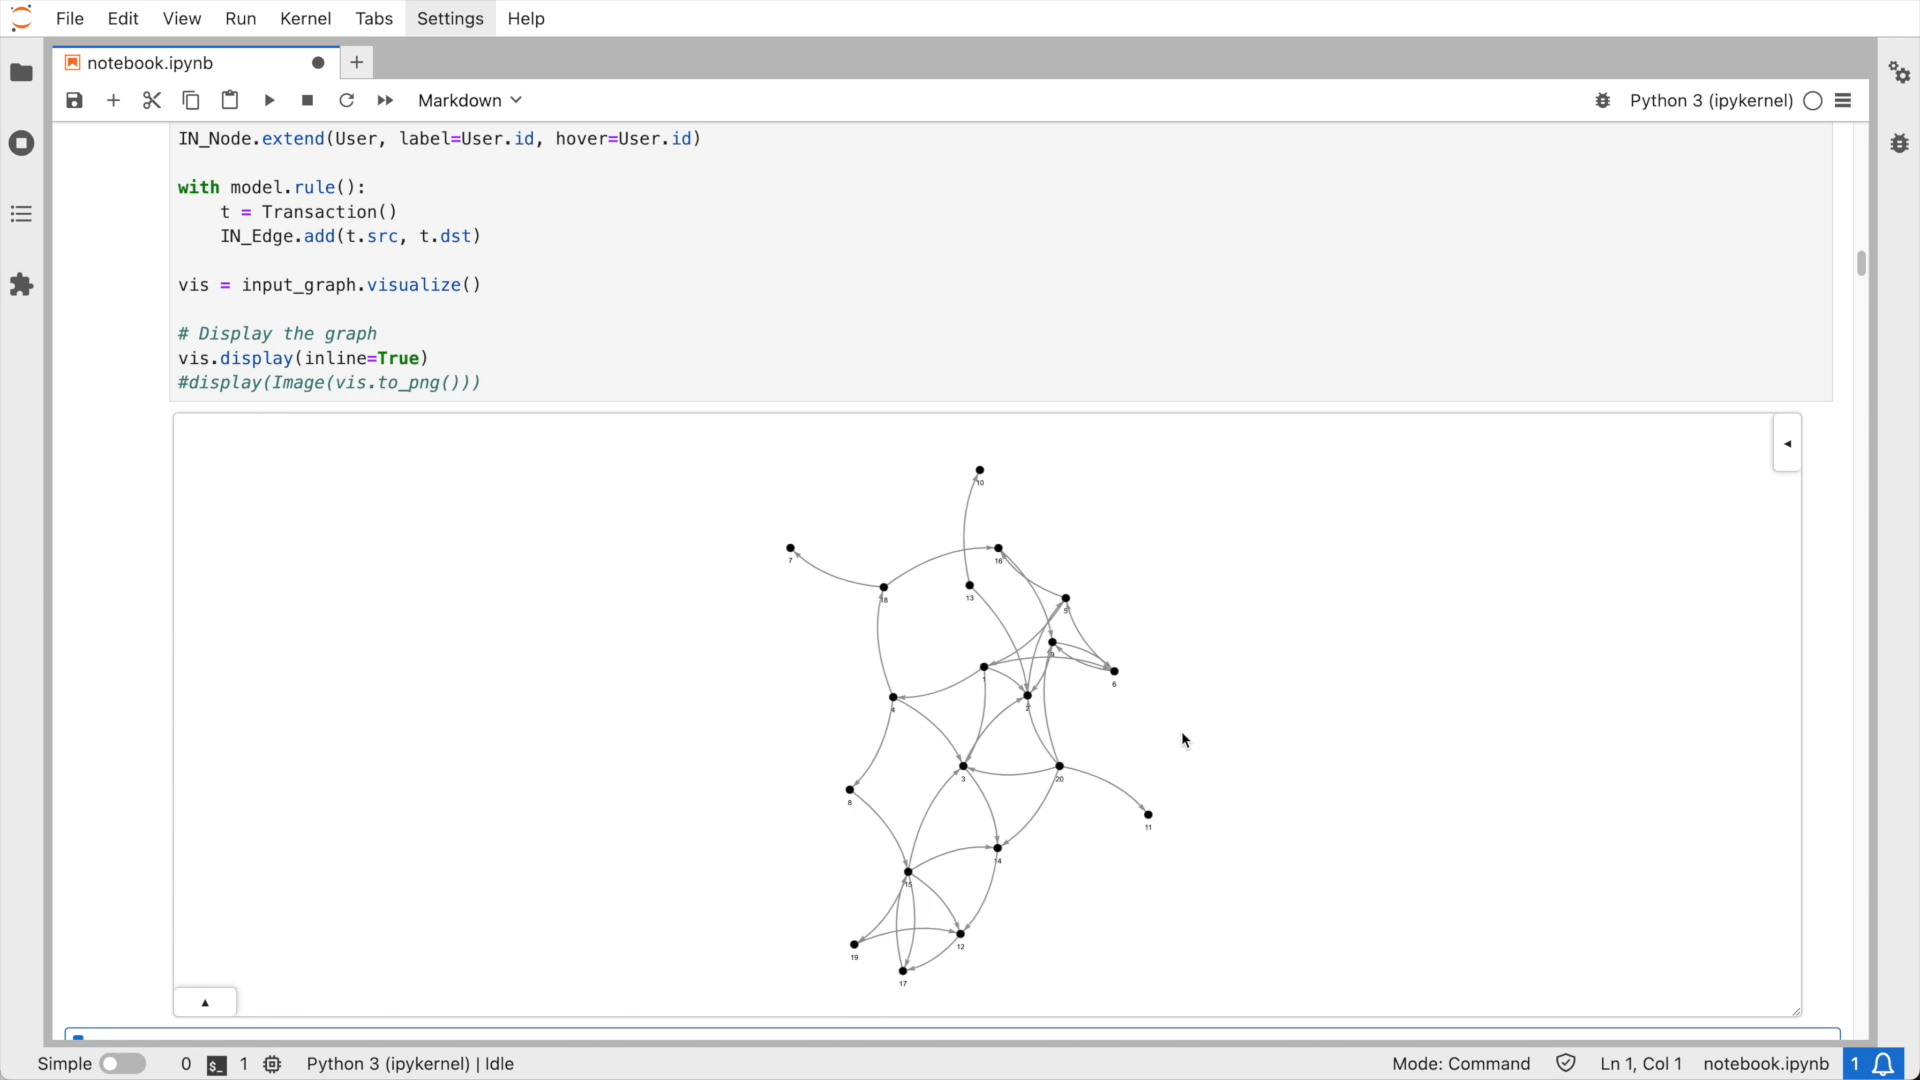 File Edit View Run Kernel Tabs Settings Help
notebook.ipynb
Markdown
Python 3 (ipykernel)
IN_Node.extend(User, label=User.id, hover=User.id)
with model.rule():
t = Transaction()
IN_Edge.add(t.src, t.dst)
vis = input_graph.visualize()
# Display the graph
vis.display(inline=True)
#display(Image(vis.to_png()))
10
7
16
18
13
5
9
1
6
4
2
3
20
8
11
14
15
12
19
17
Simple 0 1 Python 3 (ipykernel) | Idle
Mode: Command Ln 1, Col 1 notebook.ipynb 1